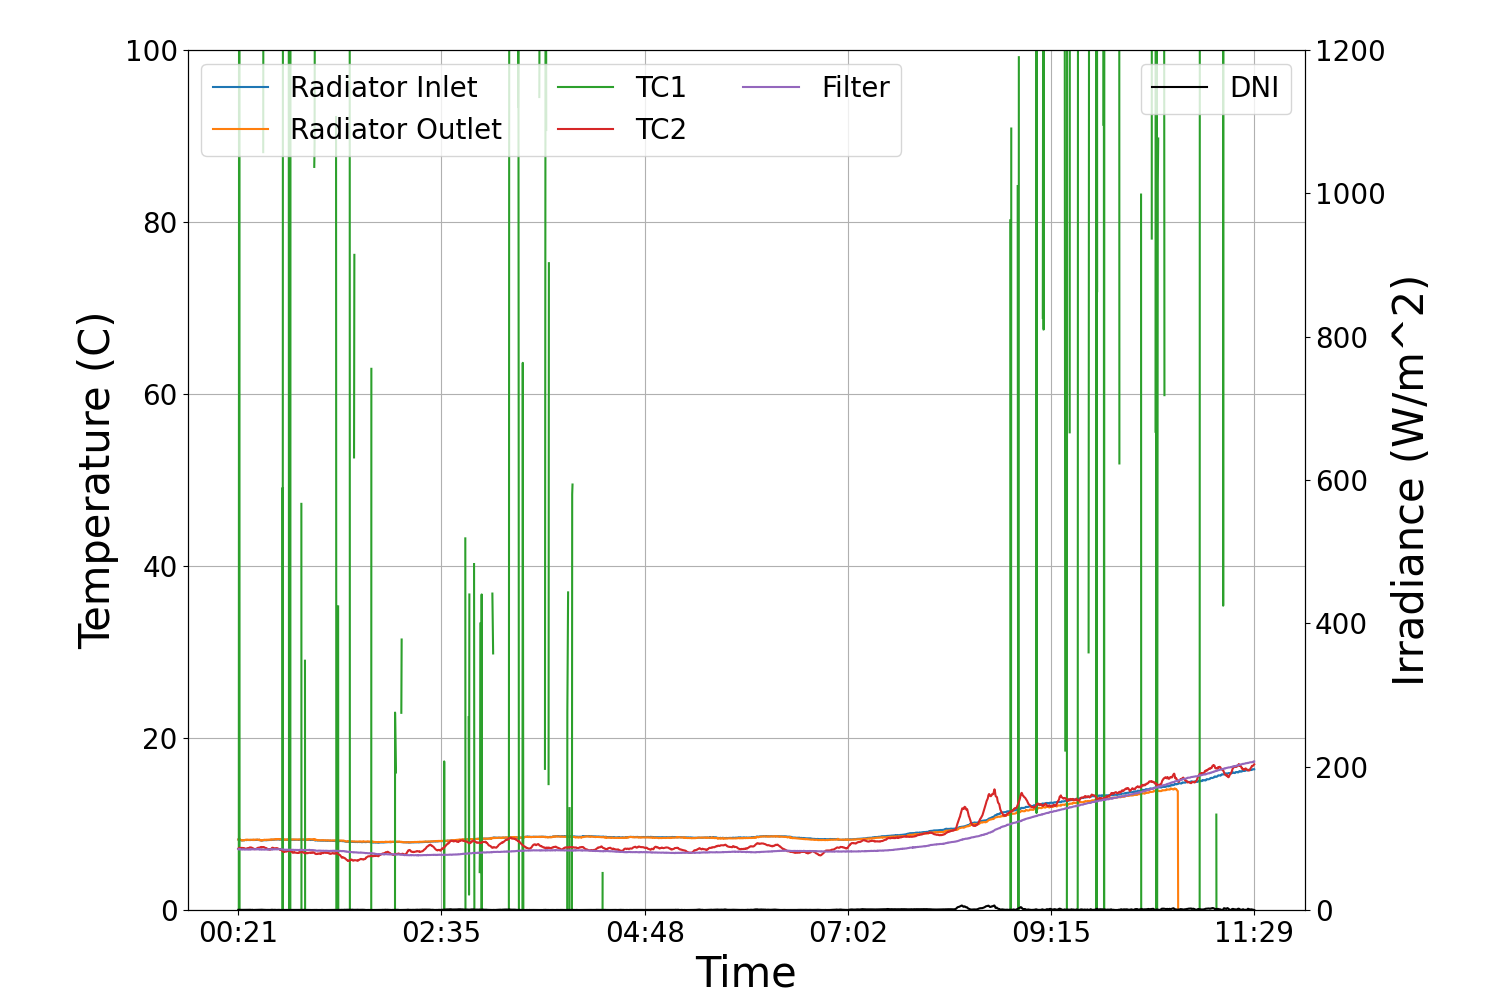 Radiator Inlet
Radiator Outlet
TC1
TC2
Filter
DNI
Temperature (C)
100
80
60
40
20
0
1200
1000
800
600
400
200
0
Irradiance (W/m^2)
00:21 02:35 04:48 07:02 09:15 11:29
Time